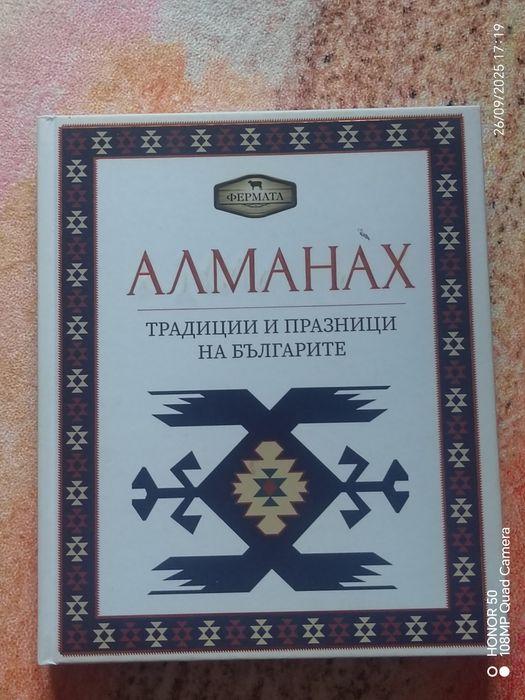 ФЕРМАТА
АЛМАНАХ
ТРАДИЦИИ И ПРАЗНИЦИ
НА БЪЛГАРИТЕ
26/09/2025 17:19
HONOR 50
108MP Quad Camera